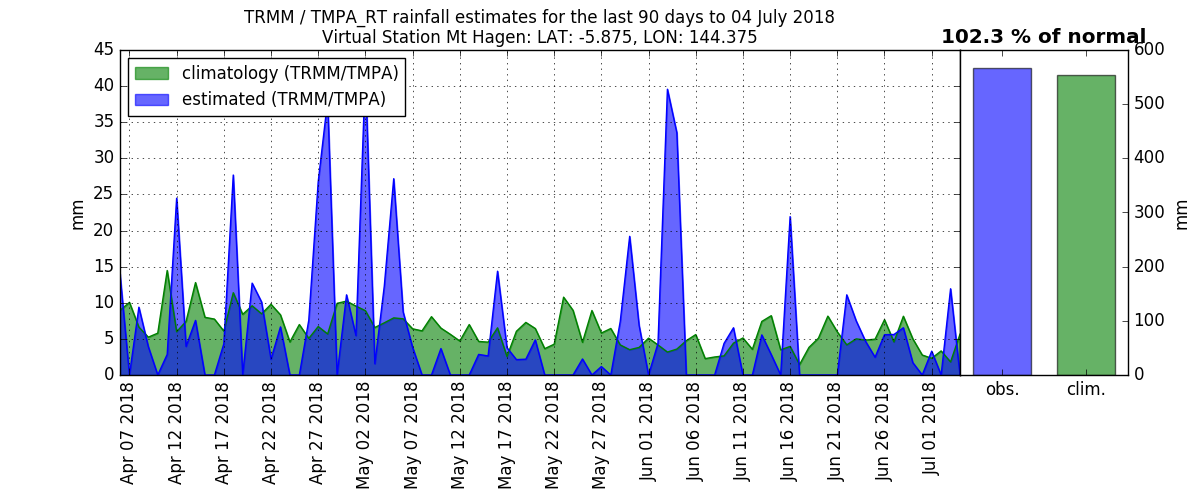 TRMM / TMPA_RT rainfall estimates for the last 90 days to 04 July 2018
Virtual Station Mt Hagen: LAT: -5.875, LON: 144.375
102.3 % of normal
climatology (TRMM/TMPA)
estimated (TRMM/TMPA)
45
40
35
30
25
20
15
10
5
0
mm
600
500
400
300
200
100
0
mm
Apr 07 2018
Apr 12 2018
Apr 17 2018
Apr 22 2018
Apr 27 2018
May 02 2018
May 07 2018
May 12 2018
May 17 2018
May 22 2018
May 27 2018
Jun 01 2018
Jun 06 2018
Jun 11 2018
Jun 16 2018
Jun 21 2018
Jun 26 2018
Jul 01 2018
obs.
clim.